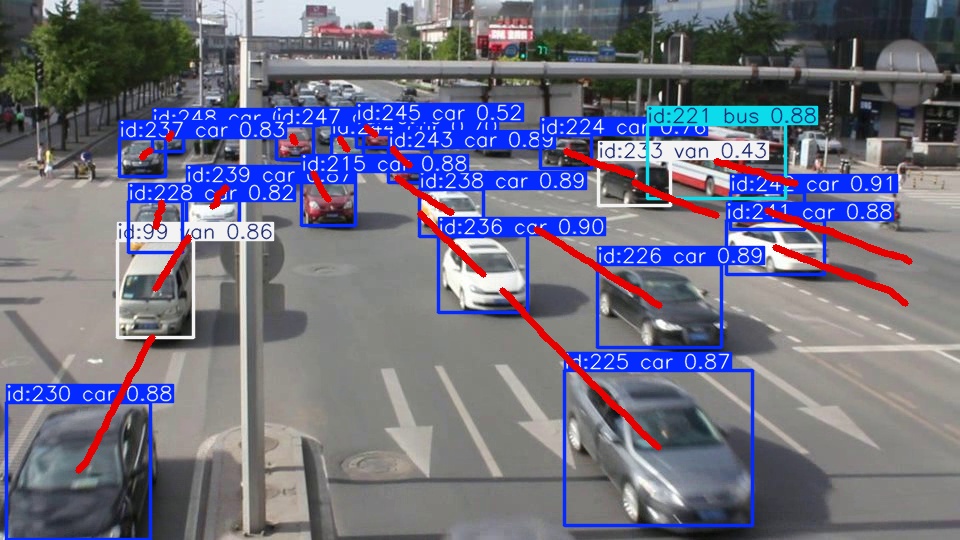 id:245 car 0.52
id:248 car
id:247
id:221 bus 0.88
id:237 car 0.83
id:224 car 0.76
id:243 car 0.89
id:233 van 0.43
id:215 car 0.88
id:239 car
id:238 car 0.89
car 0.91
id:228 car 0.82
id:241 car 0.88
id:236 car 0.90
id:99 van 0.86
id:226 car 0.89
id:225 car 0.87
id:230 car 0.88